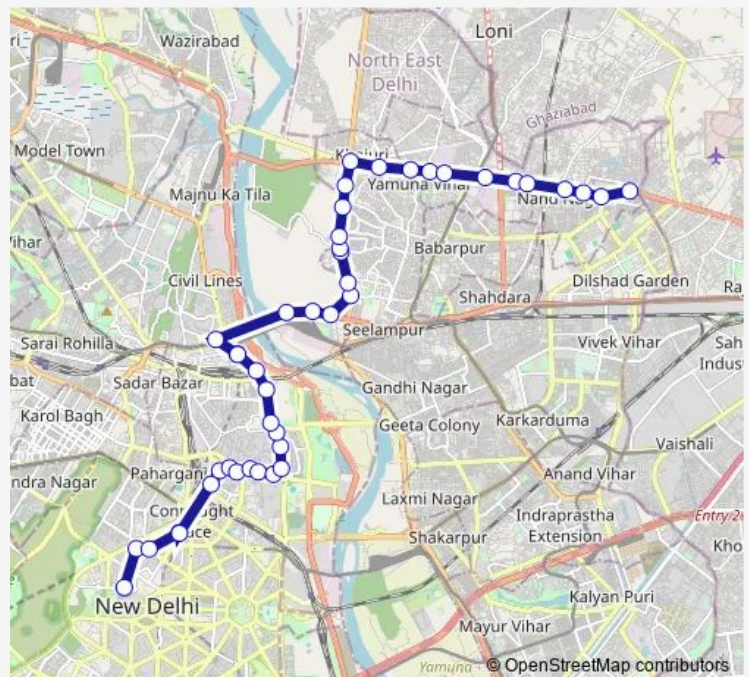 Loni
Wazirabad
North East
Delhi
Ghaziabad
Model Town
Yamuna Vihar
Majnu Ka Tila
Babarpur
Civil Lines
Dilshad Garden
Shahdara
Seelampur
Sarai Rohilla
Vivek Vihar
Sadar Bazar
Gandhi Nagar
Karol Bagh
Geeta Colony
Karkarduma
Vaishali
Anand Vihar
Laxmi Nagar
Indraprastha
Extension
Shakarpur
New Delhi
Kalyan Puri
Mayur Vihar
Yamuna
© OpenStreetMap contributors